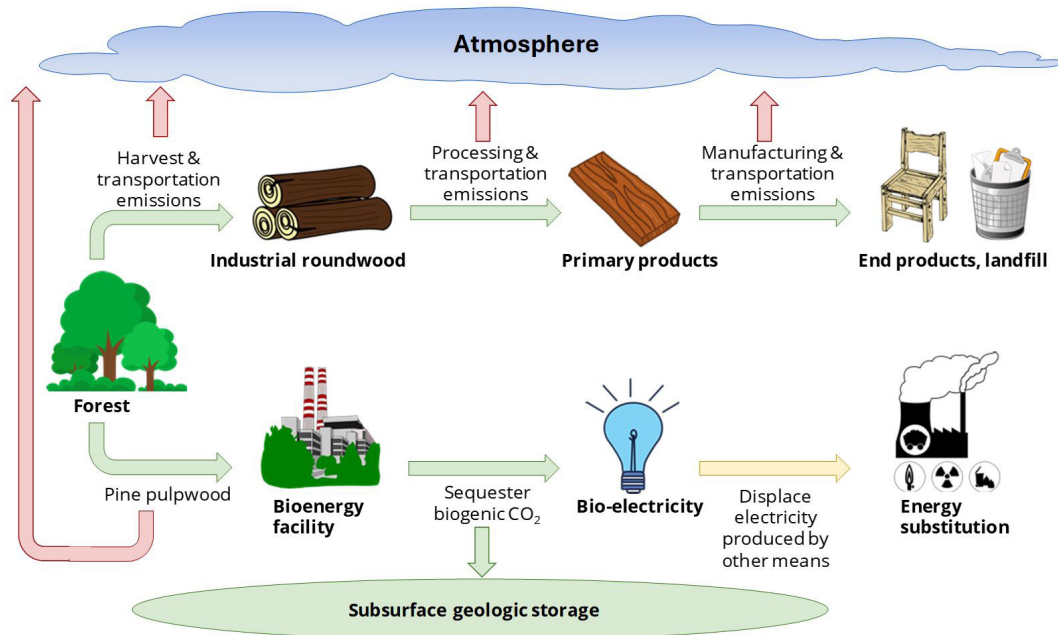 Atmosphere
Harvest &
transportation
emissions
Processing &
transportation
emissions
Manufacturing &
transportation
emissions
Industrial roundwood
Primary products
End products, landfill
Forest
Pine pulpwood
Bioenergy
facility
Sequester
biogenic CO₂
Bio-electricity
Displace
electricity
produced by
other means
Energy
substitution
Subsurface geologic storage